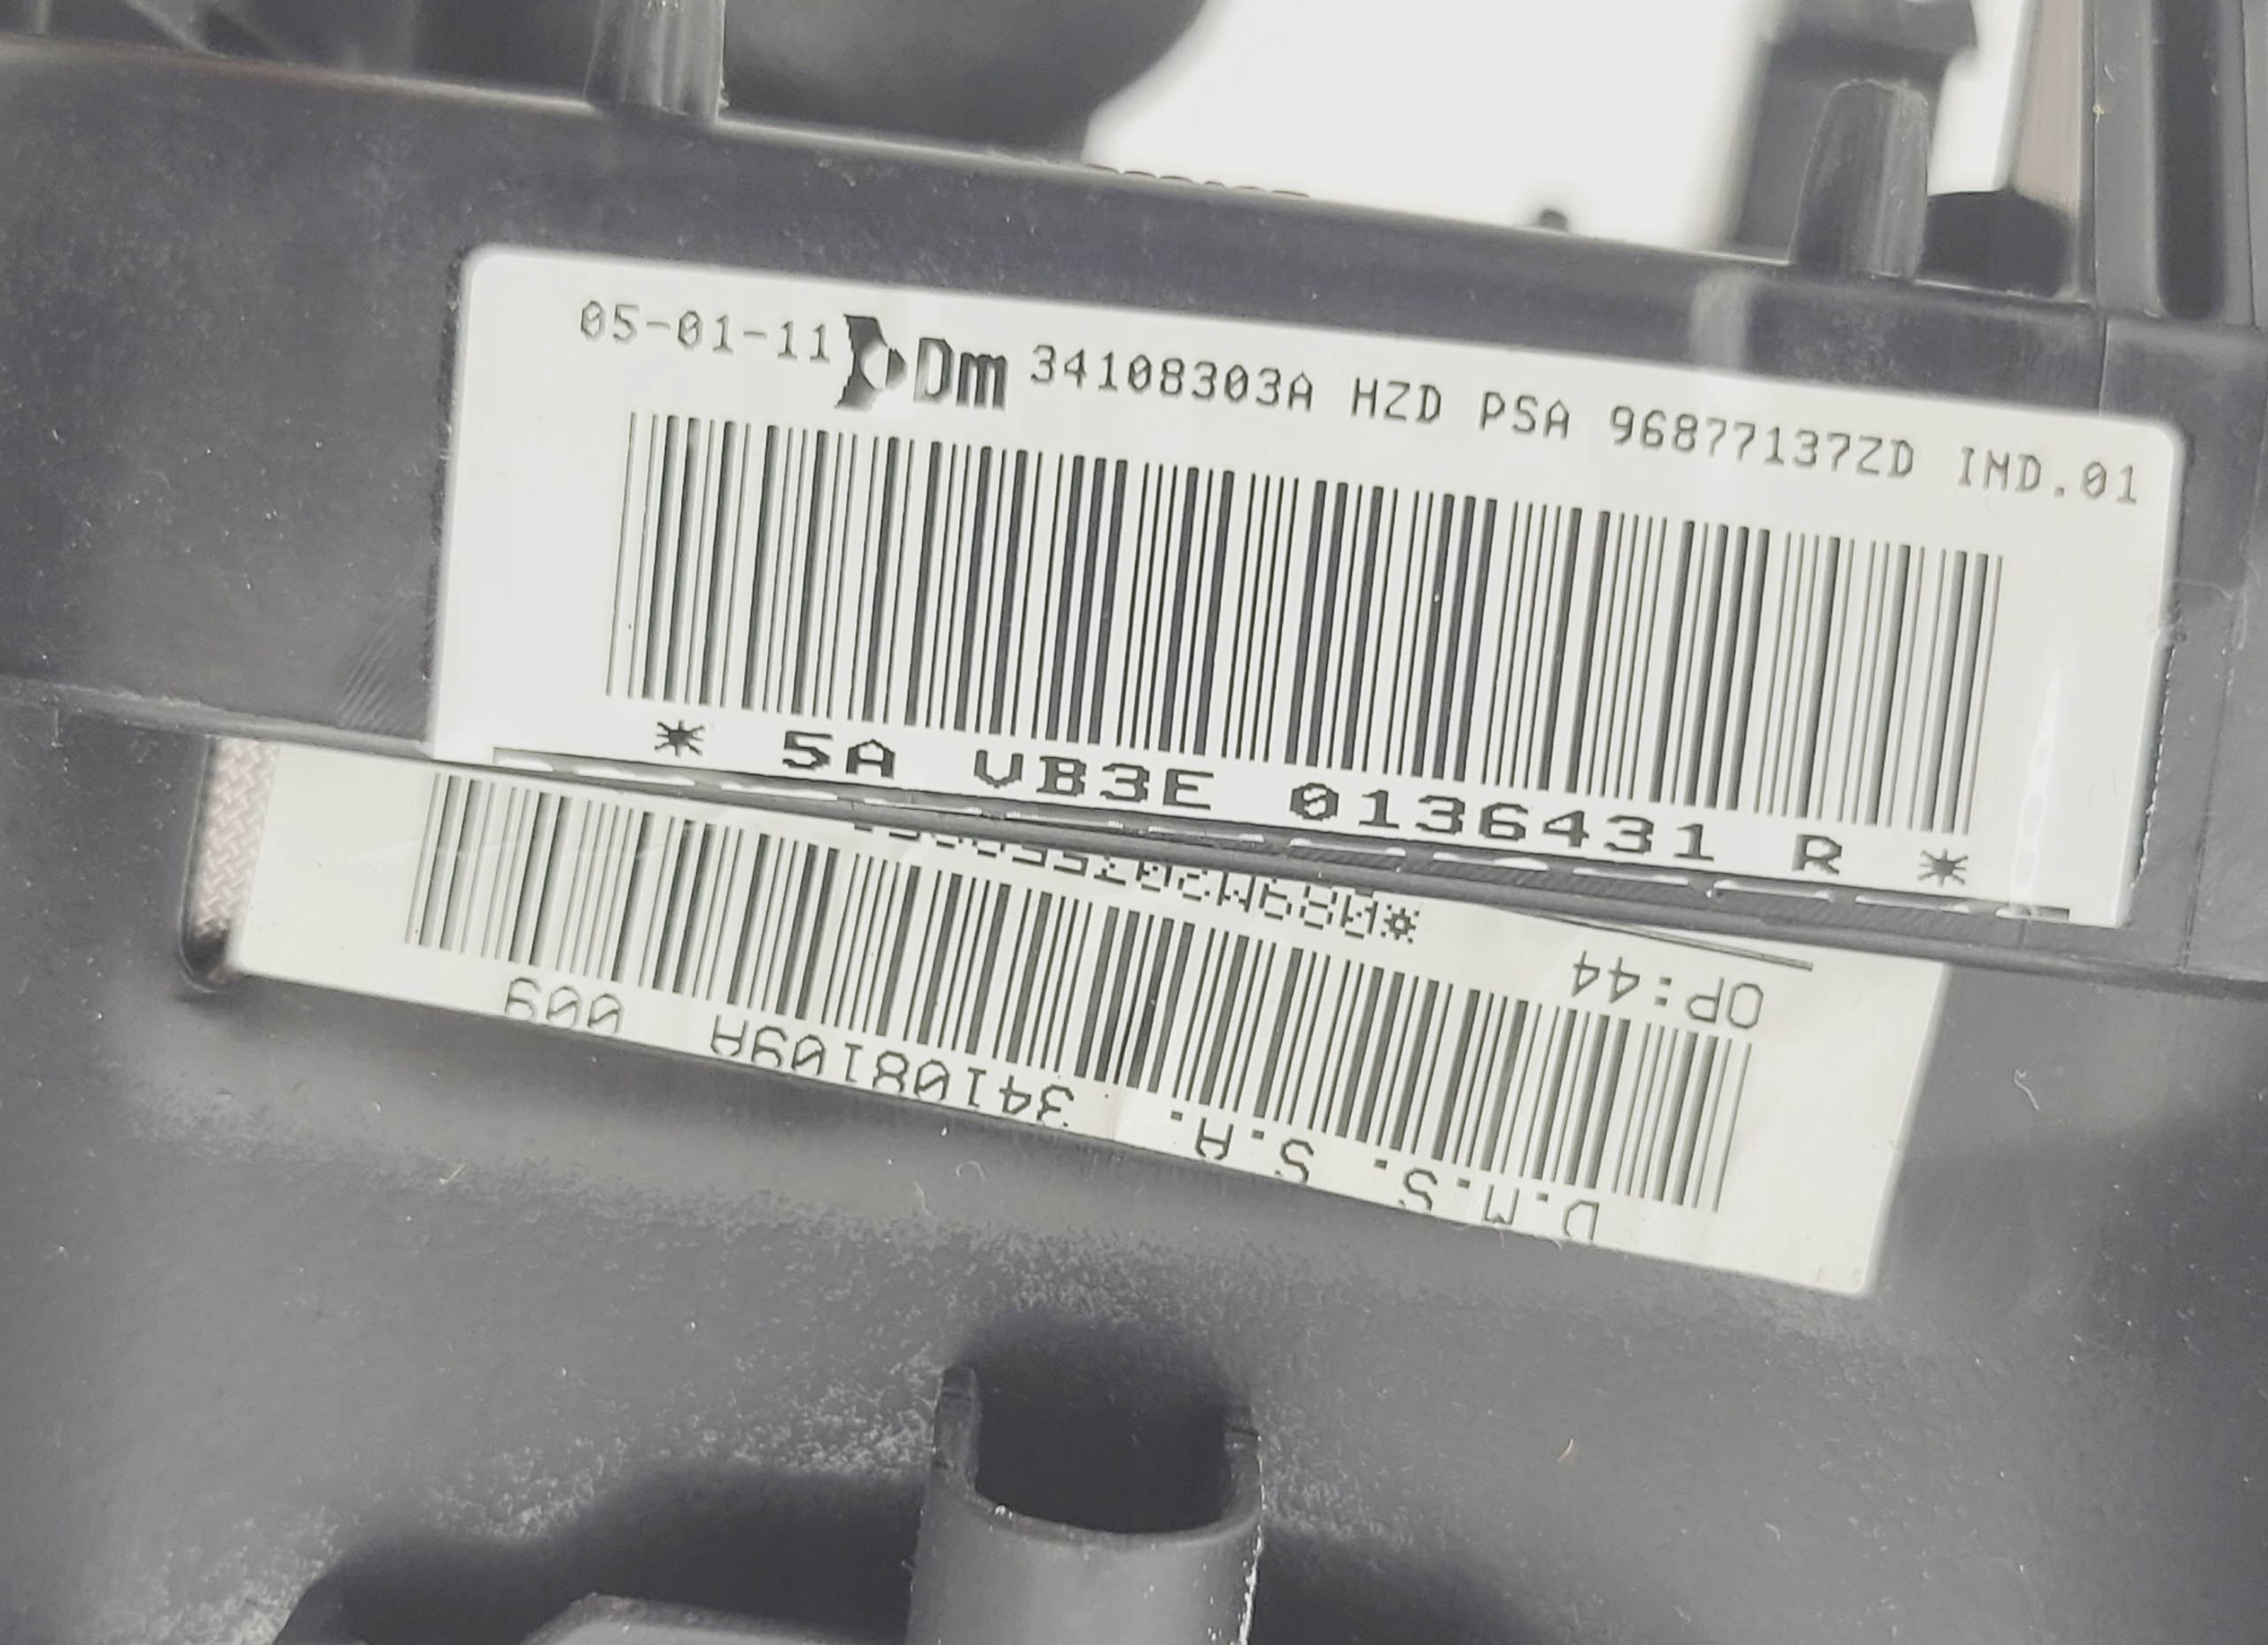 05-01-11 Dm 34108303A HZD PSA 96877137ZD IND.01
* 5A VB3E 0136431 R *
D.M.S. S.A. 34108109A 009
OP:44